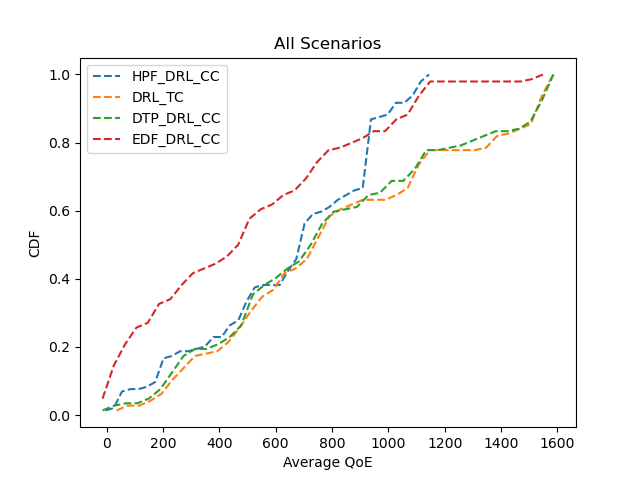 All Scenarios
HPF_DRL_CC
DRL_TC
DTP_DRL_CC
EDF_DRL_CC
CDF
1.0
0.8
0.6
0.4
0.2
0.0
0 200 400 600 800 1000 1200 1400 1600
Average QoE